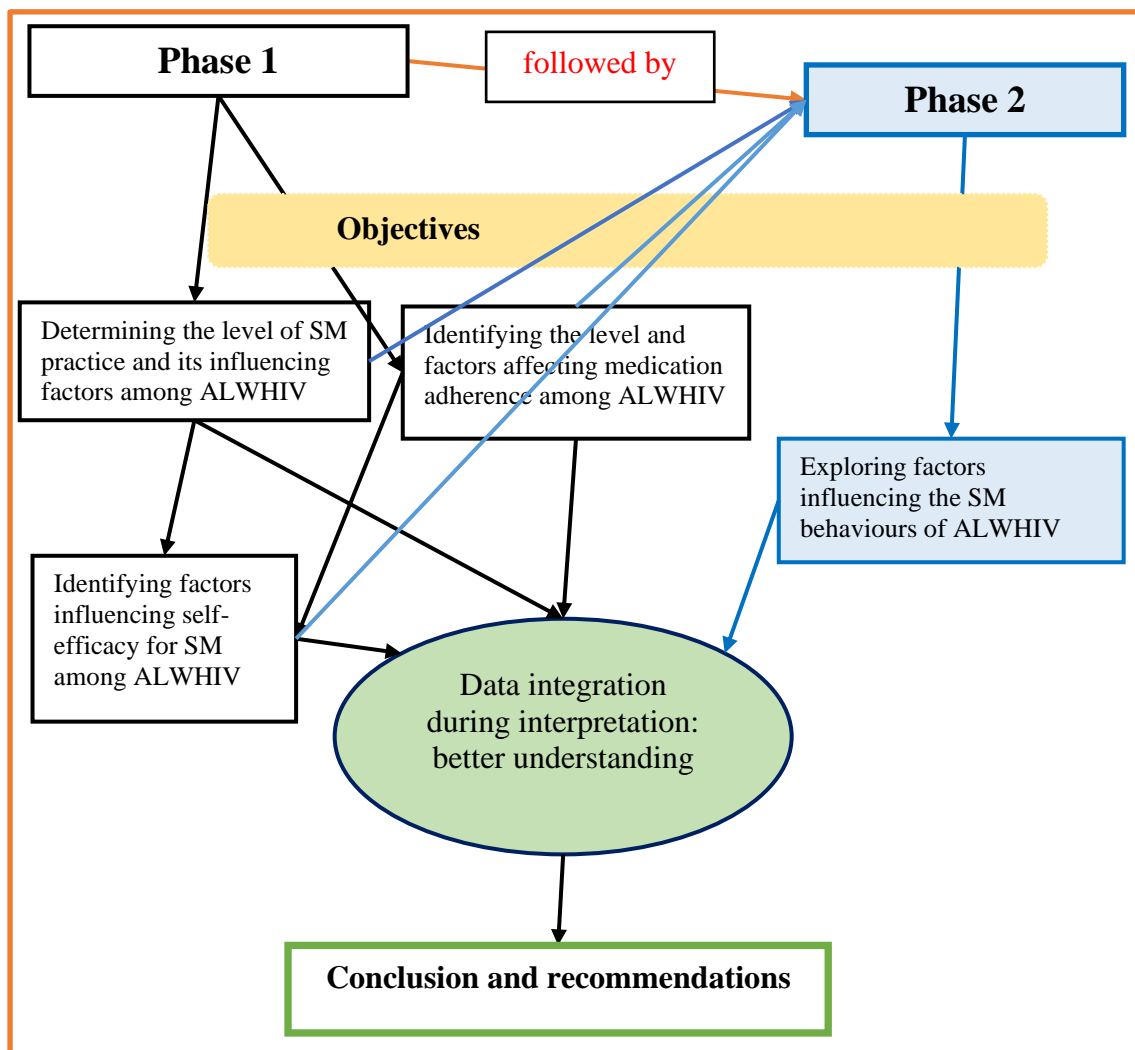 Phase 1
followed by
Phase 2
Objectives
Determining the level of SM
practice and its influencing
factors among ALWHIV
Identifying the level and
factors affecting medication
adherence among ALWHIV
Exploring factors
influencing the SM
behaviours of ALWHIV
Identifying factors
influencing self-
efficacy for SM
among ALWHIV
Data integration
during interpretation:
better understanding
Conclusion and recommendations